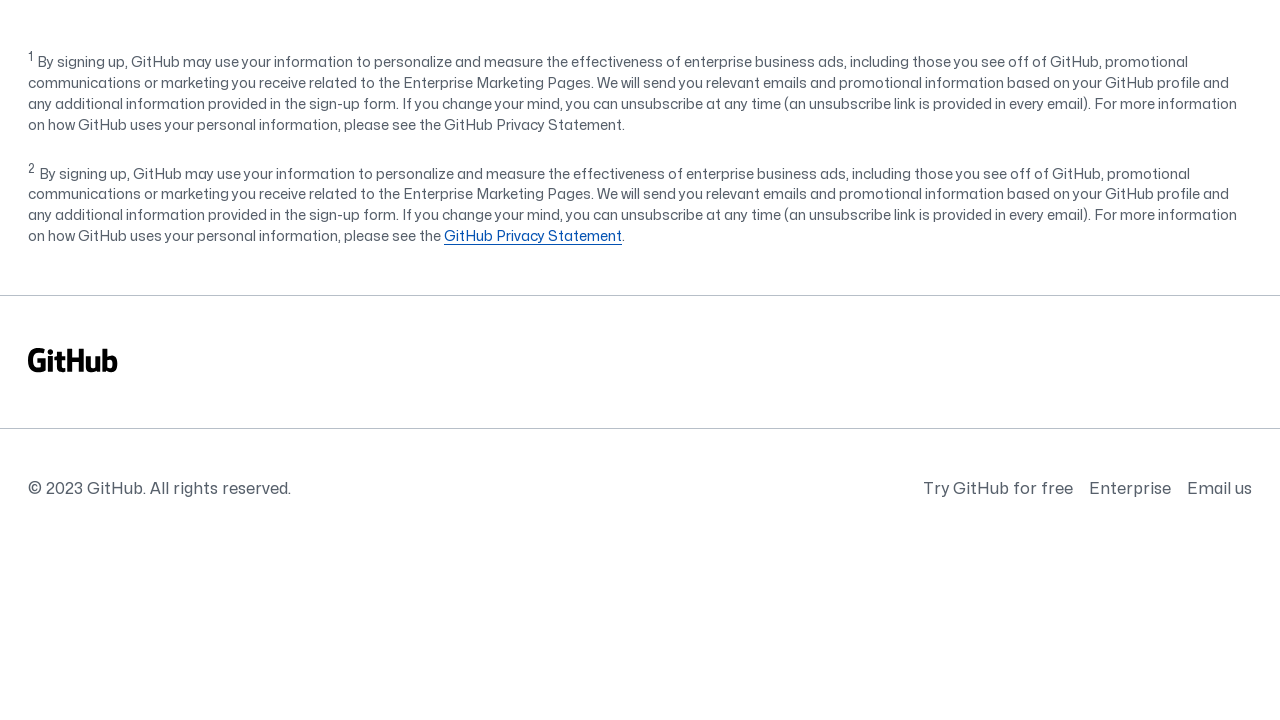 1 By signing up, GitHub may use your information to personalize and measure the effectiveness of enterprise business ads, including those you see off of GitHub, promotional
communications or marketing you receive related to the Enterprise Marketing Pages. We will send you relevant emails and promotional information based on your GitHub profile and
any additional information provided in the sign-up form. If you change your mind, you can unsubscribe at any time (an unsubscribe link is provided in every email). For more information
on how GitHub uses your personal information, please see the GitHub Privacy Statement.
2 By signing up, GitHub may use your information to personalize and measure the effectiveness of enterprise business ads, including those you see off of GitHub, promotional
communications or marketing you receive related to the Enterprise Marketing Pages. We will send you relevant emails and promotional information based on your GitHub profile and
any additional information provided in the sign-up form. If you change your mind, you can unsubscribe at any time (an unsubscribe link is provided in every email). For more information
on how GitHub uses your personal information, please see the GitHub Privacy Statement.
GitHub
© 2023 GitHub. All rights reserved. Try GitHub for free Enterprise Email us